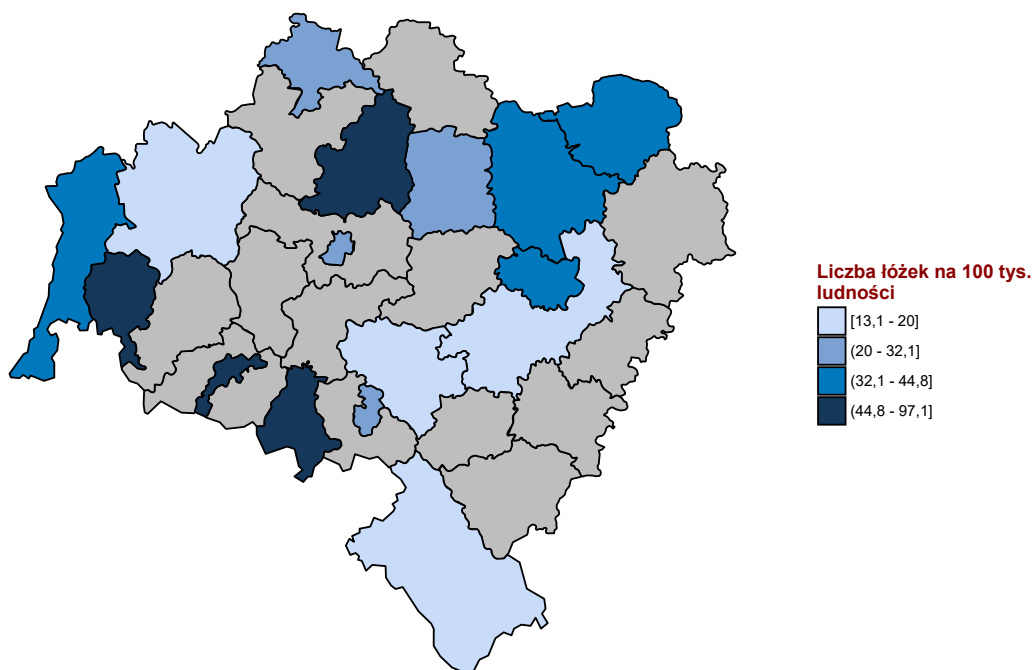 Liczba łóżek na 100 tys.
ludności
[13,1 - 20]
(20 - 32,1]
(32,1 - 44,8]
(44,8 - 97,1]